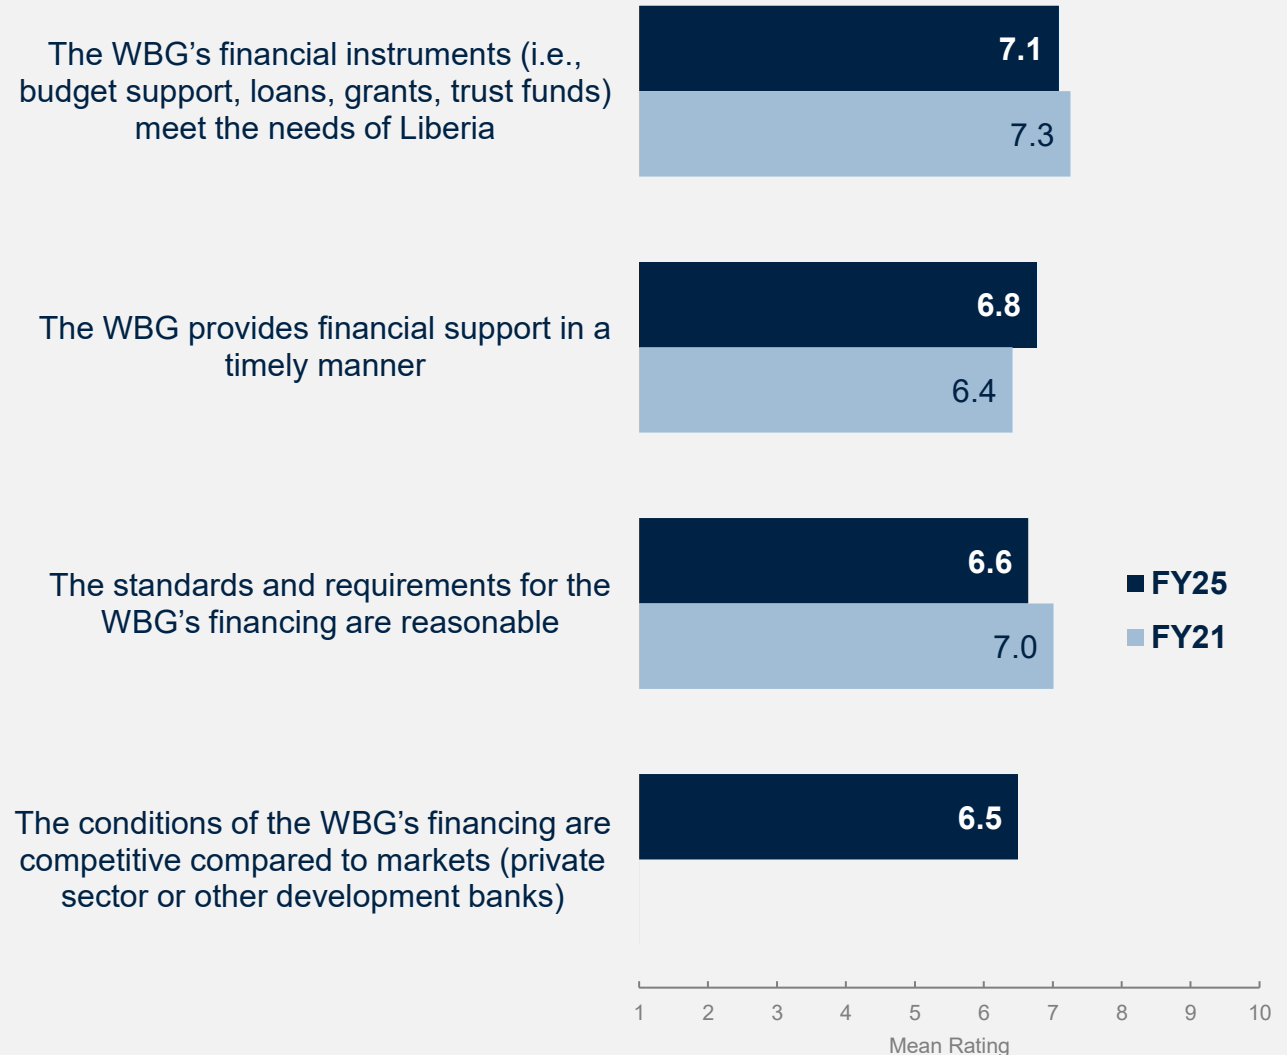 The WBG’s financial instruments (i.e.,
budget support, loans, grants, trust funds)
meet the needs of Liberia
7.1
7.3
The WBG provides financial support in a
timely manner
6.8
6.4
The standards and requirements for the
WBG’s financing are reasonable
6.6
7.0
FY25
FY21
The conditions of the WBG’s financing are
competitive compared to markets (private
sector or other development banks)
6.5
1 2 3 4 5 6 7 8 9 10
Mean Rating